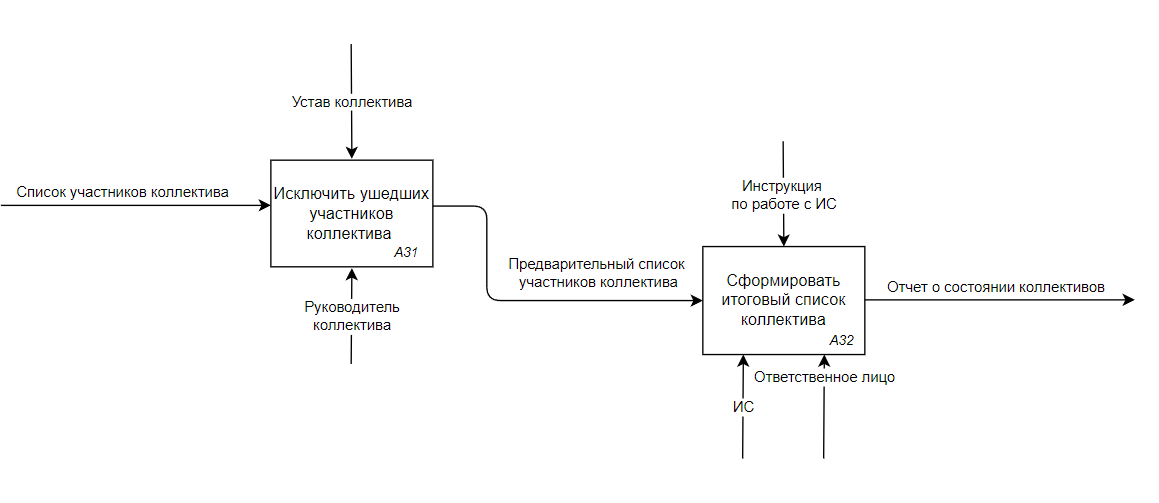 Устав коллектива
Список участников коллектива
Исключить ушедших
участников
коллектива
A31
Руководитель
коллектива
Инструкция
по работе с ИС
Предварительный список
участников коллектива
Сформировать
итоговый список
коллектива
A32
Отчет о состоянии коллективов
Ответственное лицо
ИС